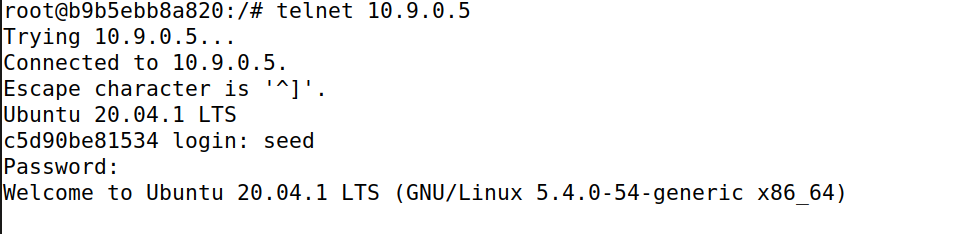 root@b9b5ebb8a820:/# telnet 10.9.0.5
Trying 10.9.0.5...
Connected to 10.9.0.5.
Escape character is '^]'.
Ubuntu 20.04.1 LTS
c5d90be81534 login: seed
Password:
Welcome to Ubuntu 20.04.1 LTS (GNU/Linux 5.4.0-54-generic x86_64)